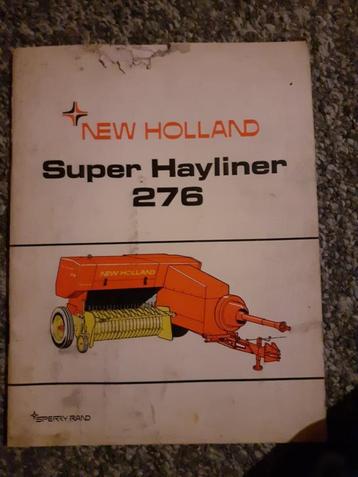 NEW HOLLAND
Super Hayliner
276
NEW HOLLAND
SPERRY RAND